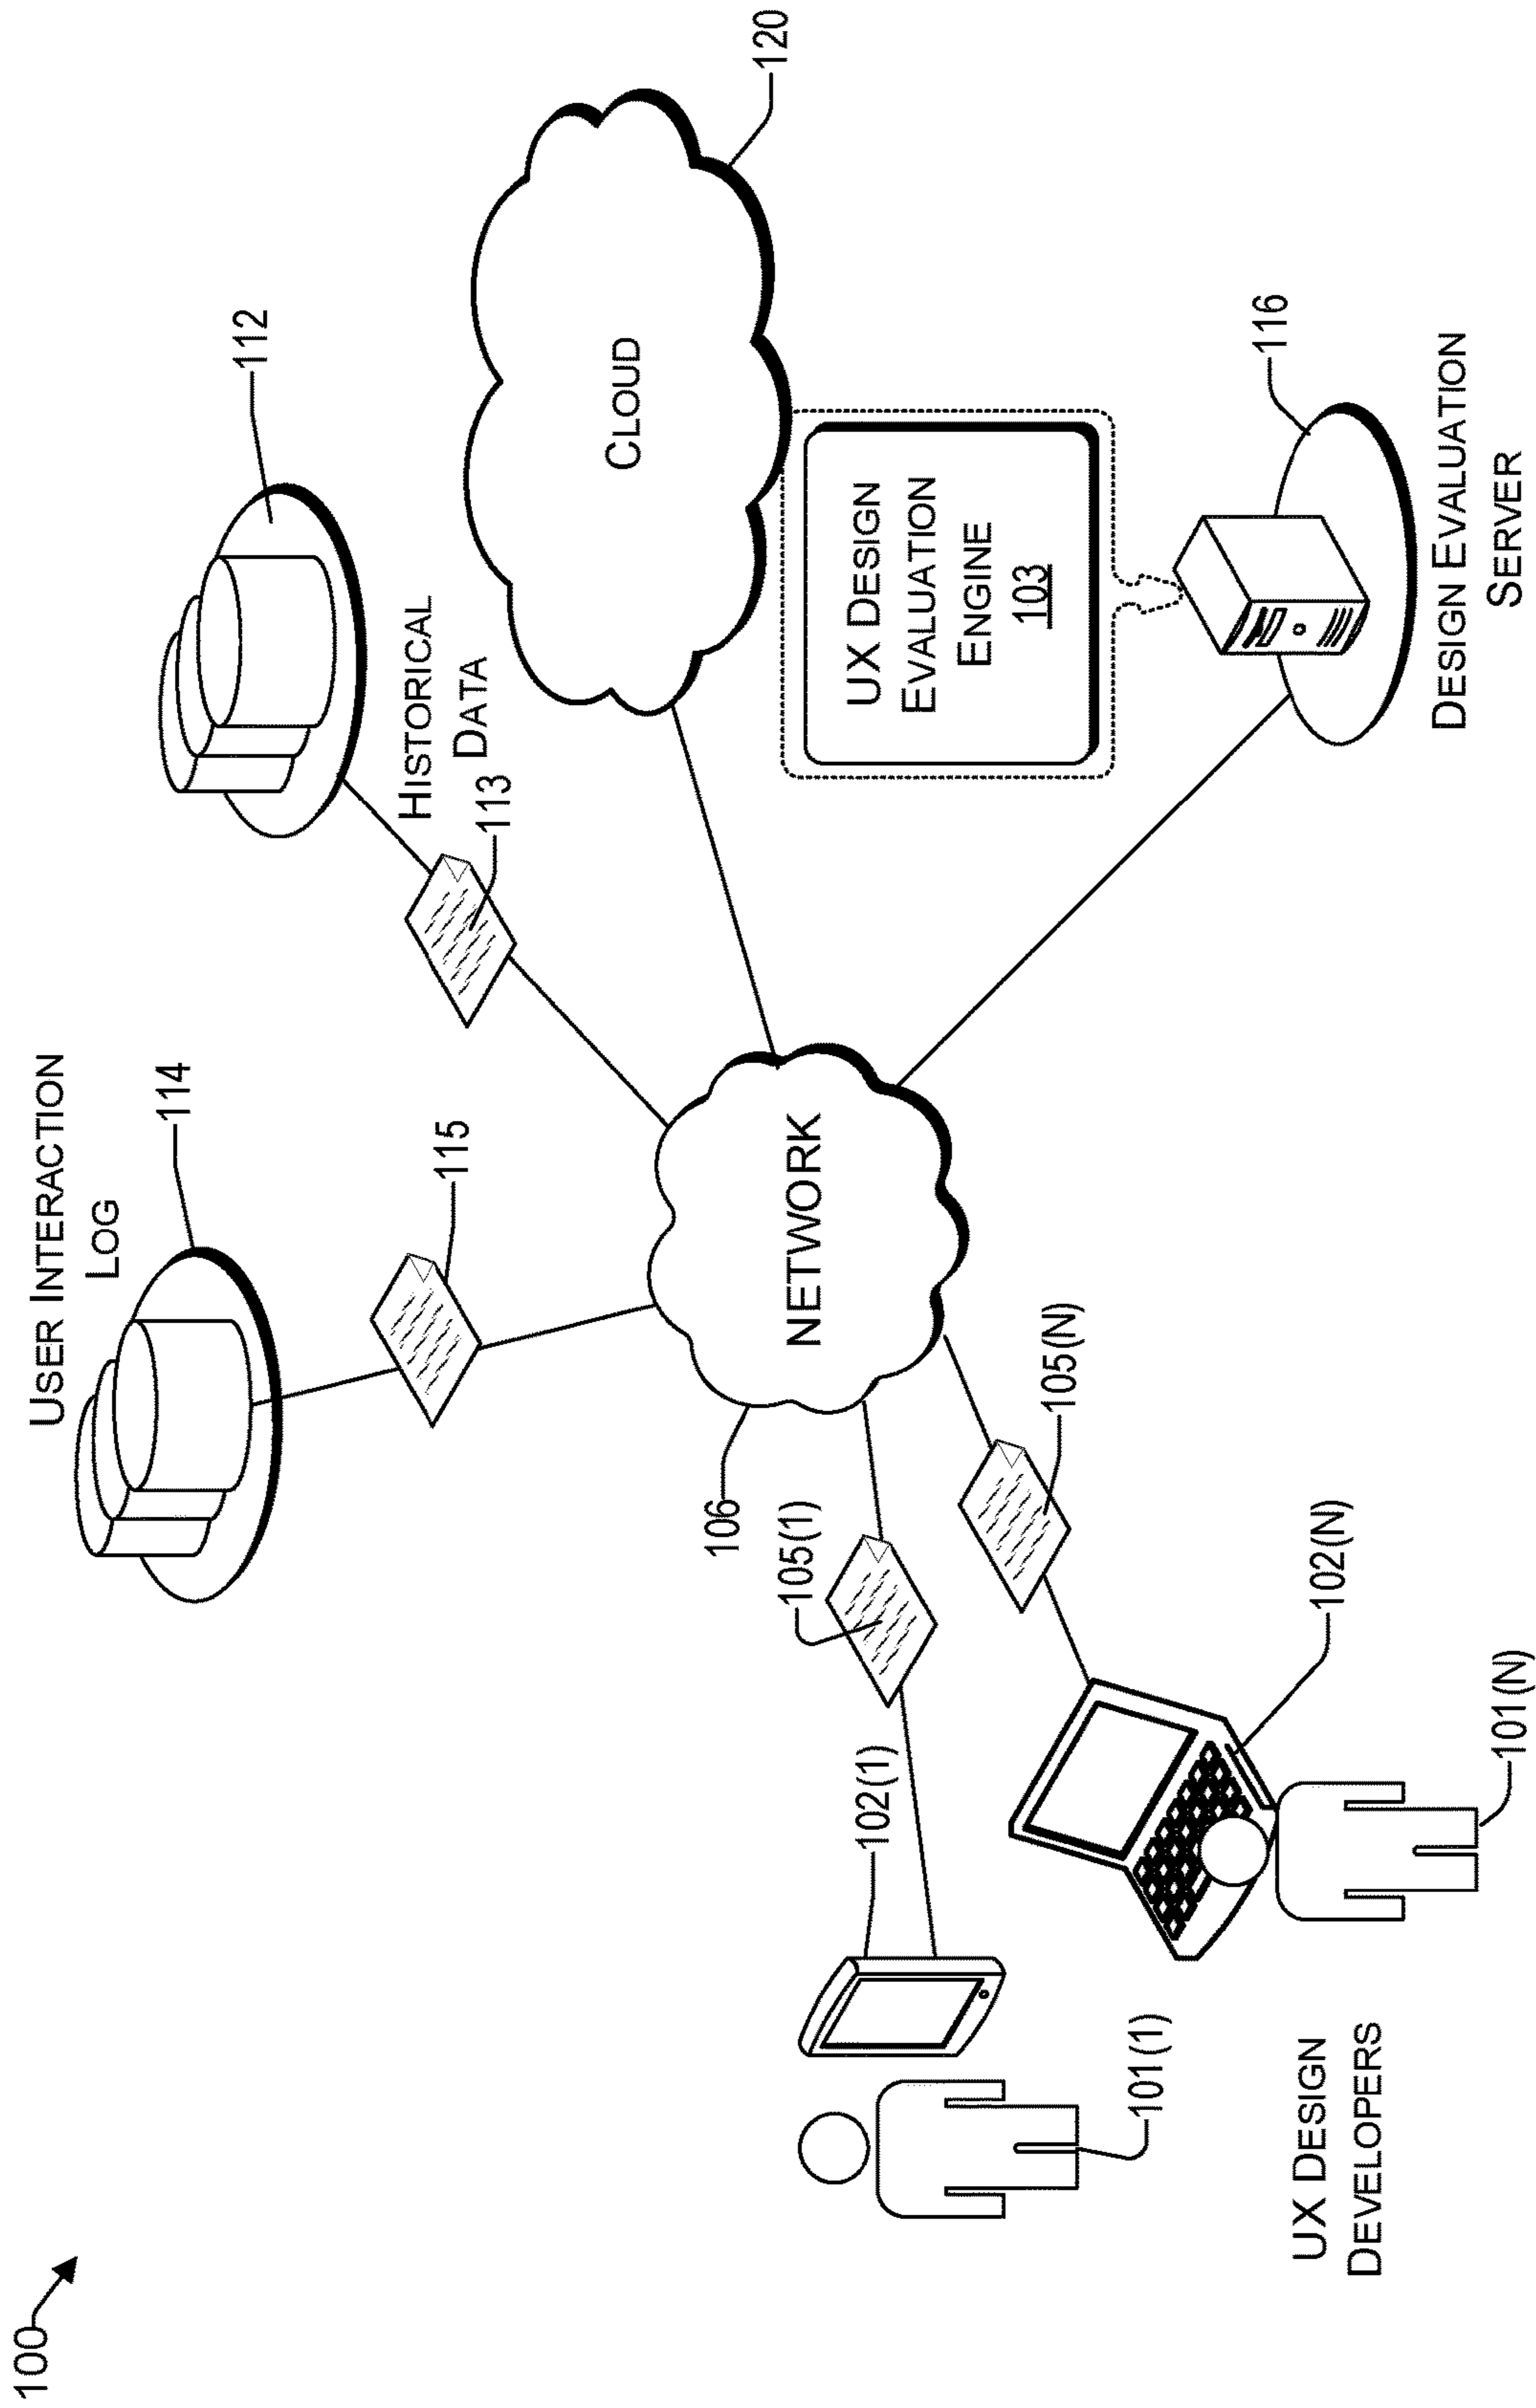 100
USER INTERACTION
LOG
114
115
112
HISTORICAL
DATA
113
CLOUD
120
NETWORK
106
UX DESIGN
EVALUATION
ENGINE
103
116
DESIGN EVALUATION
SERVER
105(1)
105(N)
102(1)
102(N)
101(1)
101(N)
UX DESIGN
DEVELOPERS